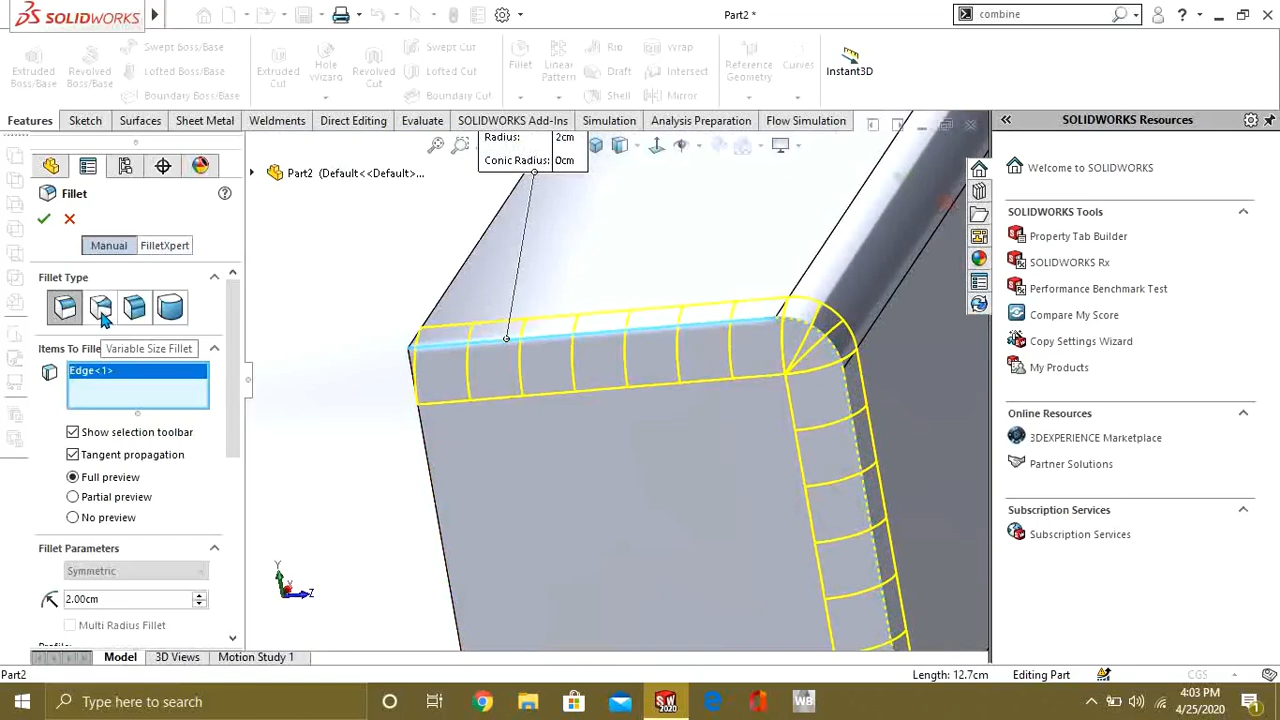 SOLIDWORKS
Part2 *
combine
Extruded Boss/Base
Revolved Boss/Base
Swept Boss/Base
Lofted Boss/Base
Boundary Boss/Base
Extruded Cut
Hole Wizard
Revolved Cut
Swept Cut
Lofted Cut
Boundary Cut
Fillet
Linear Pattern
Rib
Draft
Shell
Wrap
Intersect
Mirror
Reference Geometry
Curves
Instant3D
Features
Sketch
Surfaces
Sheet Metal
Weldments
Direct Editing
Evaluate
SOLIDWORKS Add-Ins
Simulation
Analysis Preparation
Flow Simulation
Part2 (Default<<Default>...
Radius: 2cm
Conic Radius: 0cm
Fillet
Manual
FilletXpert
Fillet Type
Variable Size Fillet
Items To Fille
Edge<1>
Show selection toolbar
Tangent propagation
Full preview
Partial preview
No preview
Fillet Parameters
Symmetric
2.00cm
Multi Radius Fillet
Y
Z
SOLIDWORKS Resources
Welcome to SOLIDWORKS
SOLIDWORKS Tools
Property Tab Builder
SOLIDWORKS Rx
Performance Benchmark Test
Compare My Score
Copy Settings Wizard
My Products
Online Resources
3DEXPERIENCE Marketplace
Partner Solutions
Subscription Services
Subscription Services
Model
3D Views
Motion Study 1
Part2
Length: 12.7cm
Editing Part
CGS
Type here to search
SW
2020
WB
4:03 PM
4/25/2020